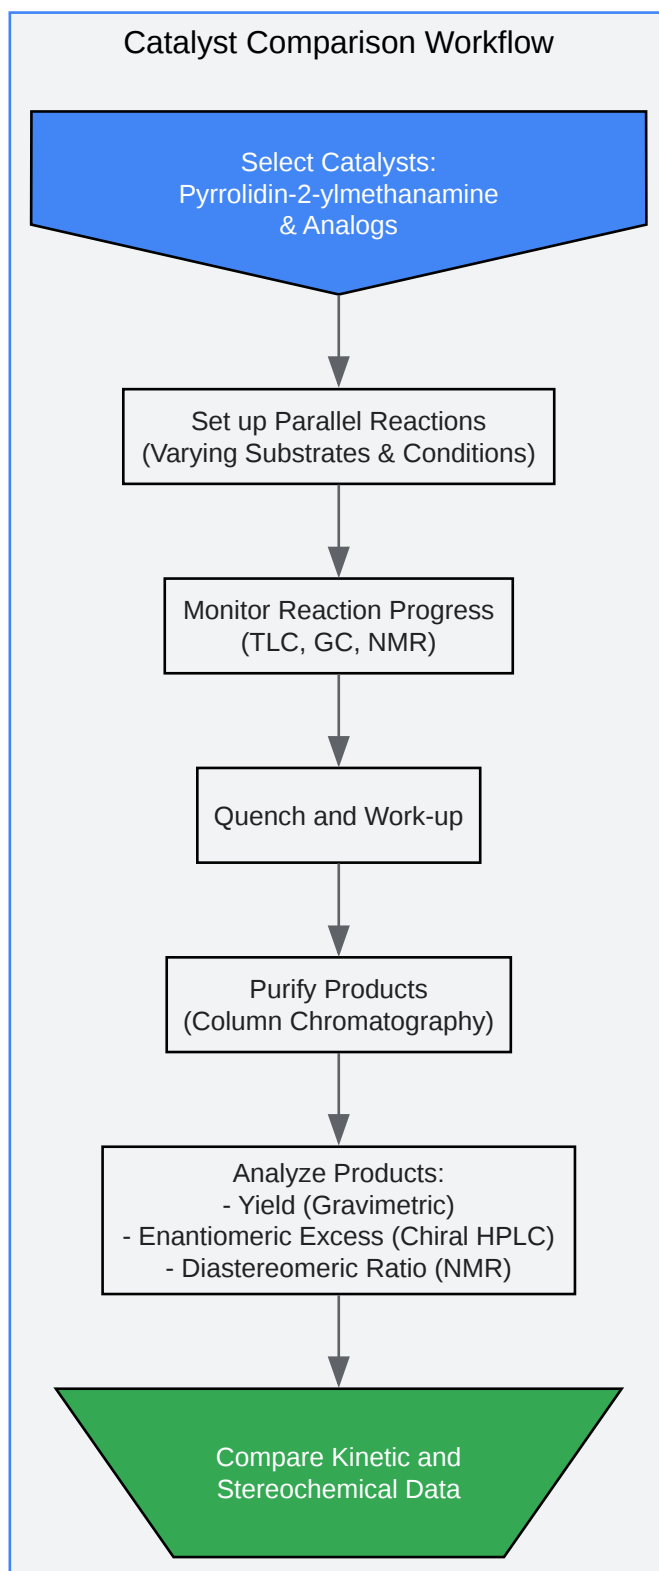 Catalyst Comparison Workflow
Select Catalysts:
Pyrrolidin-2-ylmethanamine
& Analogs
Set up Parallel Reactions
(Varying Substrates & Conditions)
Monitor Reaction Progress
(TLC, GC, NMR)
Quench and Work-up
Purify Products
(Column Chromatography)
Analyze Products:
- Yield (Gravimetric)
- Enantiomeric Excess (Chiral HPLC)
- Diastereomeric Ratio (NMR)
Compare Kinetic and
Stereochemical Data